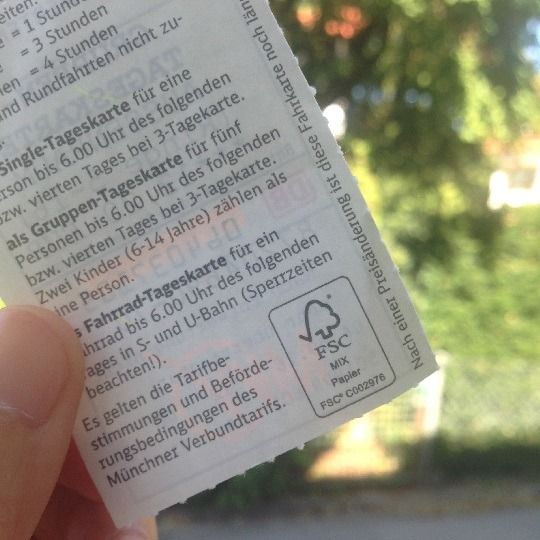 = 1 Stunde
= 3 Stunden
= 4 Stunden
und Rundfahrten nicht zu-
Single-Tageskarte für eine
Person bis 6.00 Uhr des folgenden
bzw. vierten Tages bei 3-Tagekarte.
als Gruppen-Tageskarte für fünf
Personen bis 6.00 Uhr des folgenden
bzw. vierten Tages bei 3-Tagekarte.
Zwei Kinder (6-14 Jahre) zählen als
ine Person.
s Fahrrad-Tageskarte für ein
ahrrad bis 6.00 Uhr des folgenden
ages in S- und U-Bahn (Sperrzeiten
beachten!).
Es gelten die Tarifbe-
stimmungen und Beförde-
rungsbedingungen des
Münchner Verbundtarifs.
FSC
MIX
Papier
FSC® C002976
Nach einer Preisänderung ist diese Fahrkarte noch län